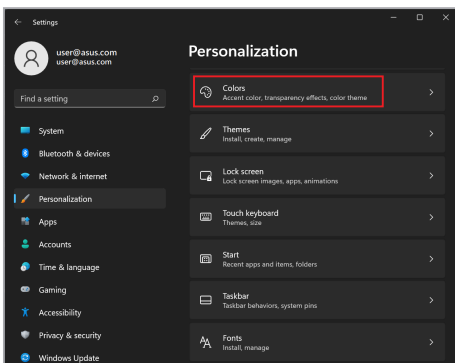 Settings
user@asus.com
user@asus.com
Find a setting
System
Bluetooth & devices
Network & internet
Personalization
Apps
Accounts
Time & language
Gaming
Accessibility
Privacy & security
Windows Update
Personalization
Colors
Accent color, transparency effects, color theme
Themes
Install, create, manage
Lock screen
Lock screen images, apps, animations
Touch keyboard
Themes, size
Start
Recent apps and items, folders
Taskbar
Taskbar behaviors, system pins
Fonts
Install, manage